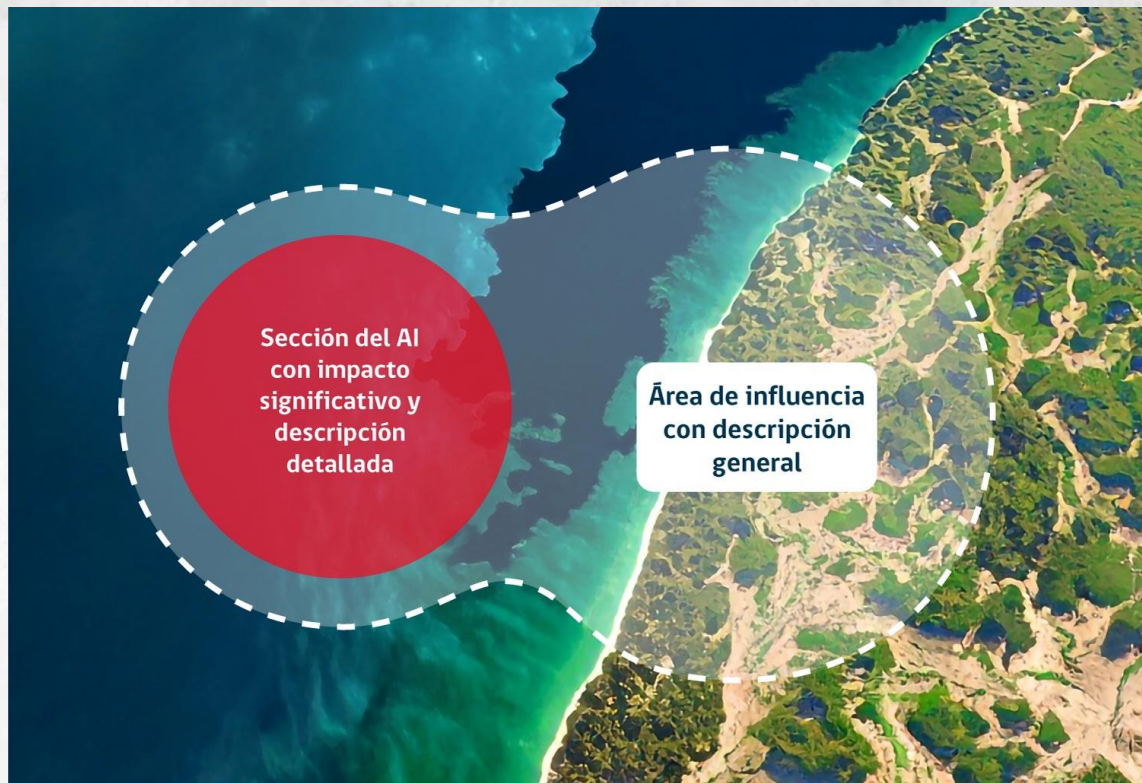 Sección del AI
con impacto
significativo y
descripción
detallada
Área de influencia
con descripción
general